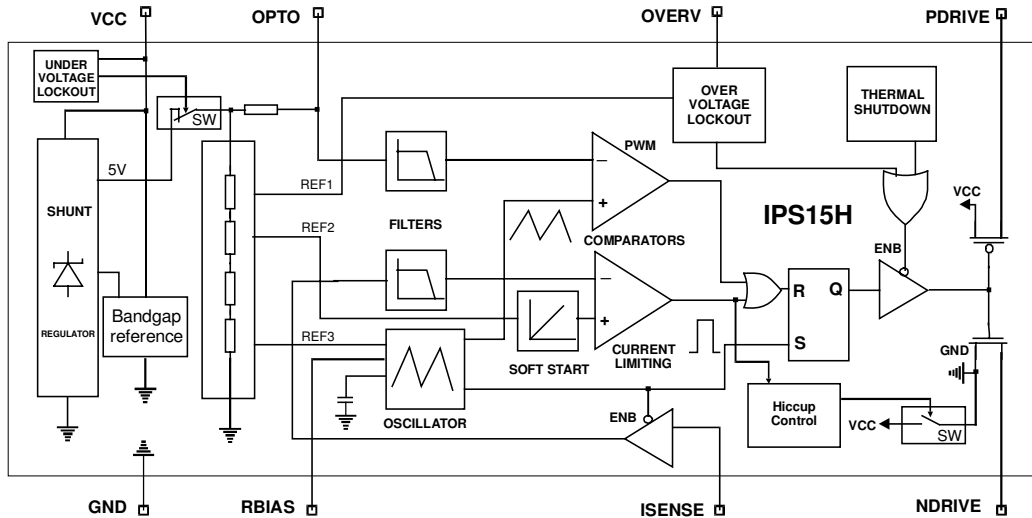 VCC
OPTO
OVERV
PDRIVE
UNDER
VOLTAGE
LOCKOUT
SW
OVER
VOLTAGE
LOCKOUT
THERMAL
SHUTDOWN
5V
SHUNT
REGULATOR
Bandgap
reference
REF1
REF2
REF3
FILTERS
PWM
COMPARATORS
IPS15H
VCC
ENB
R
Q
S
SOFT START
CURRENT
LIMITING
OSCILLATOR
ENB
Hiccup
Control
GND
VCC
SW
GND
RBIAS
ISENSE
NDRIVE